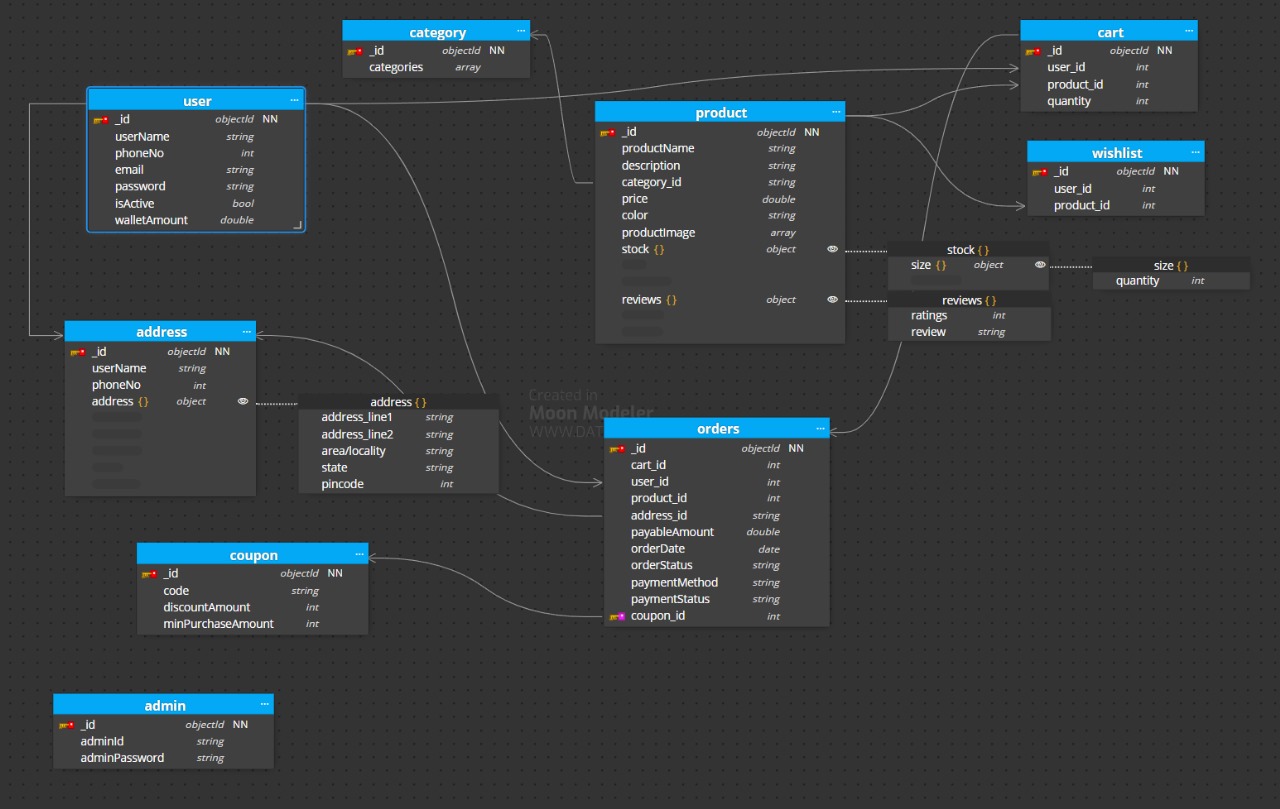 category ...
_id objectId NN
categories array
cart ...
_id objectId NN
user_id int
product_id int
quantity int
user ...
_id objectId NN
userName string
phoneNo int
email string
password string
isActive bool
walletAmount double
product ...
_id objectId NN
productName string
description string
category_id string
price double
color string
productImage array
stock {} object
reviews {} object
wishlist ...
_id objectId NN
user_id int
product_id int
stock {}
size {} object
size {}
quantity int
reviews {}
ratings int
review string
address ...
_id objectId NN
userName string
phoneNo int
address {} object
address {}
address_line1 string
address_line2 string
area/locality string
state string
pincode int
Created in
Moon Modeler
WWW.DAT
orders ...
_id objectId NN
cart_id int
user_id int
product_id int
address_id string
payableAmount double
orderDate date
orderStatus string
paymentMethod string
paymentStatus string
coupon_id int
coupon ...
_id objectId NN
code string
discountAmount int
minPurchaseAmount int
admin ...
_id objectId NN
adminId string
adminPassword string